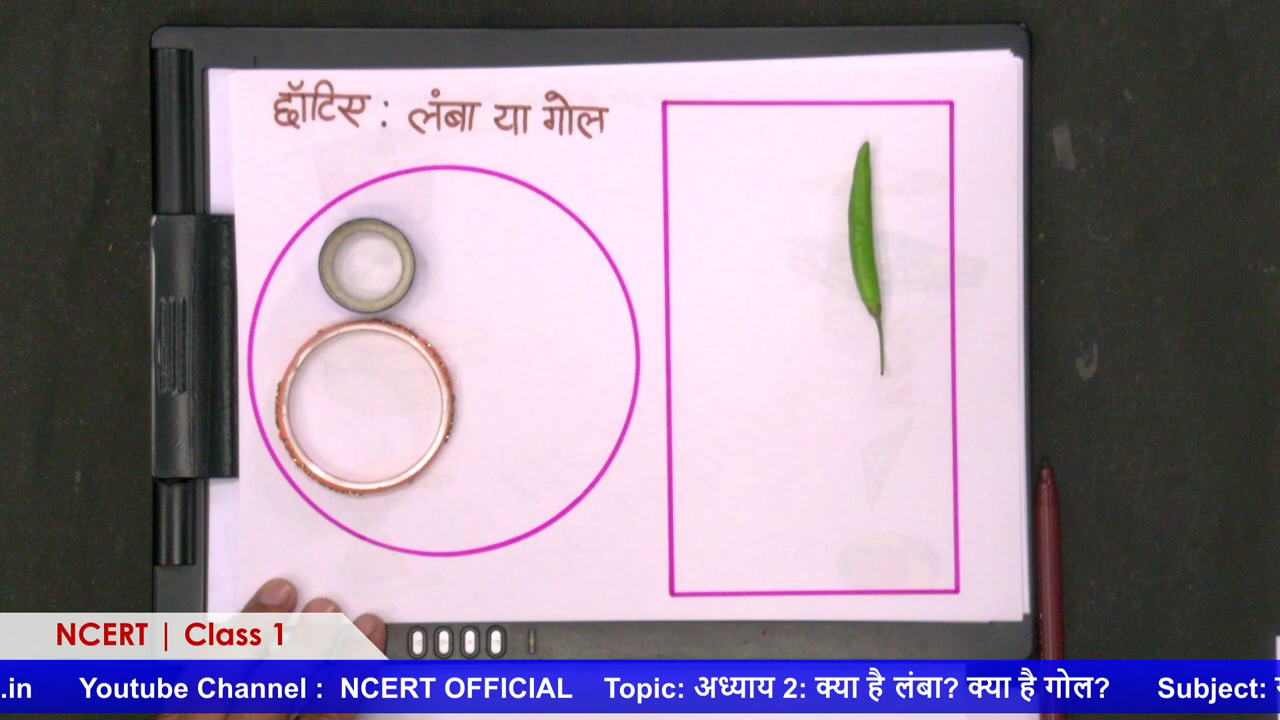 छाँटिए : लंबा या गोल
NCERT | Class 1
.in Youtube Channel : NCERT OFFICIAL Topic: अध्याय 2: क्या है लंबा? क्या है गोल? Subject: